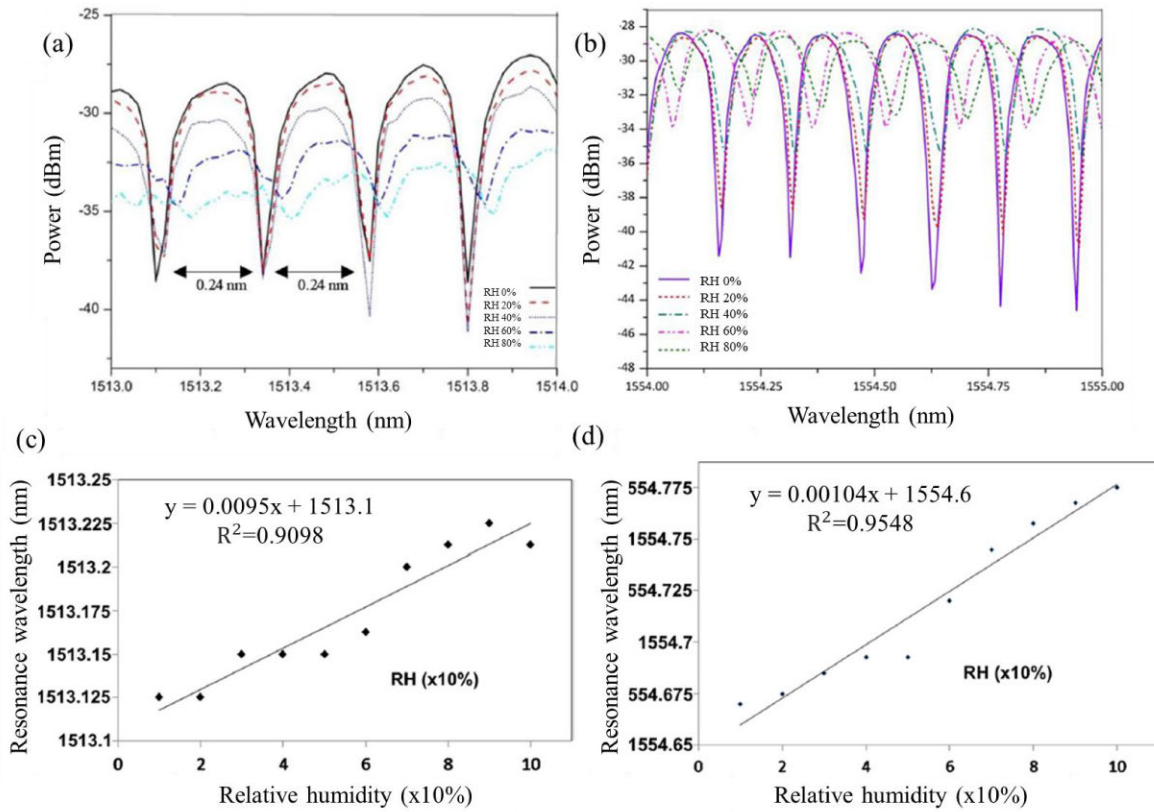 (a)
-25
-30
-35
-40
Power (dBm)
0.24 nm
0.24 nm
RH 0%
RH 20%
RH 40%
RH 60%
RH 80%
1513.0
1513.2
1513.4
1513.6
1513.8
1514.0
Wavelength (nm)
(b)
-28
-30
-32
-34
-36
-38
-40
-42
-44
-46
-48
Power (dBm)
RH 0%
RH 20%
RH 40%
RH 60%
RH 80%
1554.00
1554.25
1554.50
1554.75
1555.00
Wavelength (nm)
(c)
1513.25
1513.225
1513.2
1513.175
1513.15
1513.125
1513.1
Resonance wavelength (nm)
y = 0.0095x + 1513.1
R²=0.9098
RH (x10%)
0 2 4 6 8 10
Relative humidity (x10%)
(d)
554.775
1554.75
554.725
1554.7
554.675
1554.65
Resonance wavelength (nm)
y = 0.00104x + 1554.6
R²=0.9548
RH (x10%)
0 2 4 6 8 10
Relative humidity (x10%)